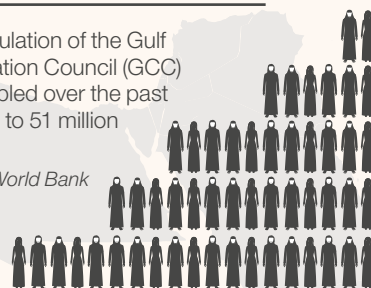 ulation of the Gulf
ation Council (GCC)
bled over the past
to 51 million
World Bank